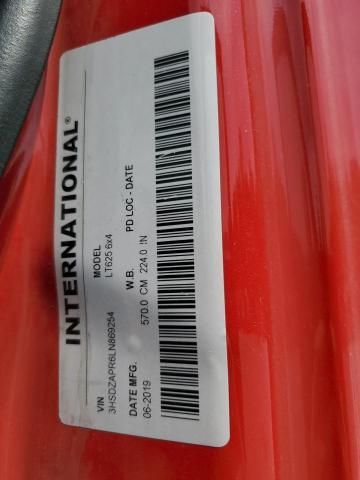 INTERNATIONAL®
VIN MODEL
3HSDZAPR6LN869254 LT625 6x4
DATE MFG. W.B. PD LOC - DATE
06-2019 570.0 CM 224.0 IN